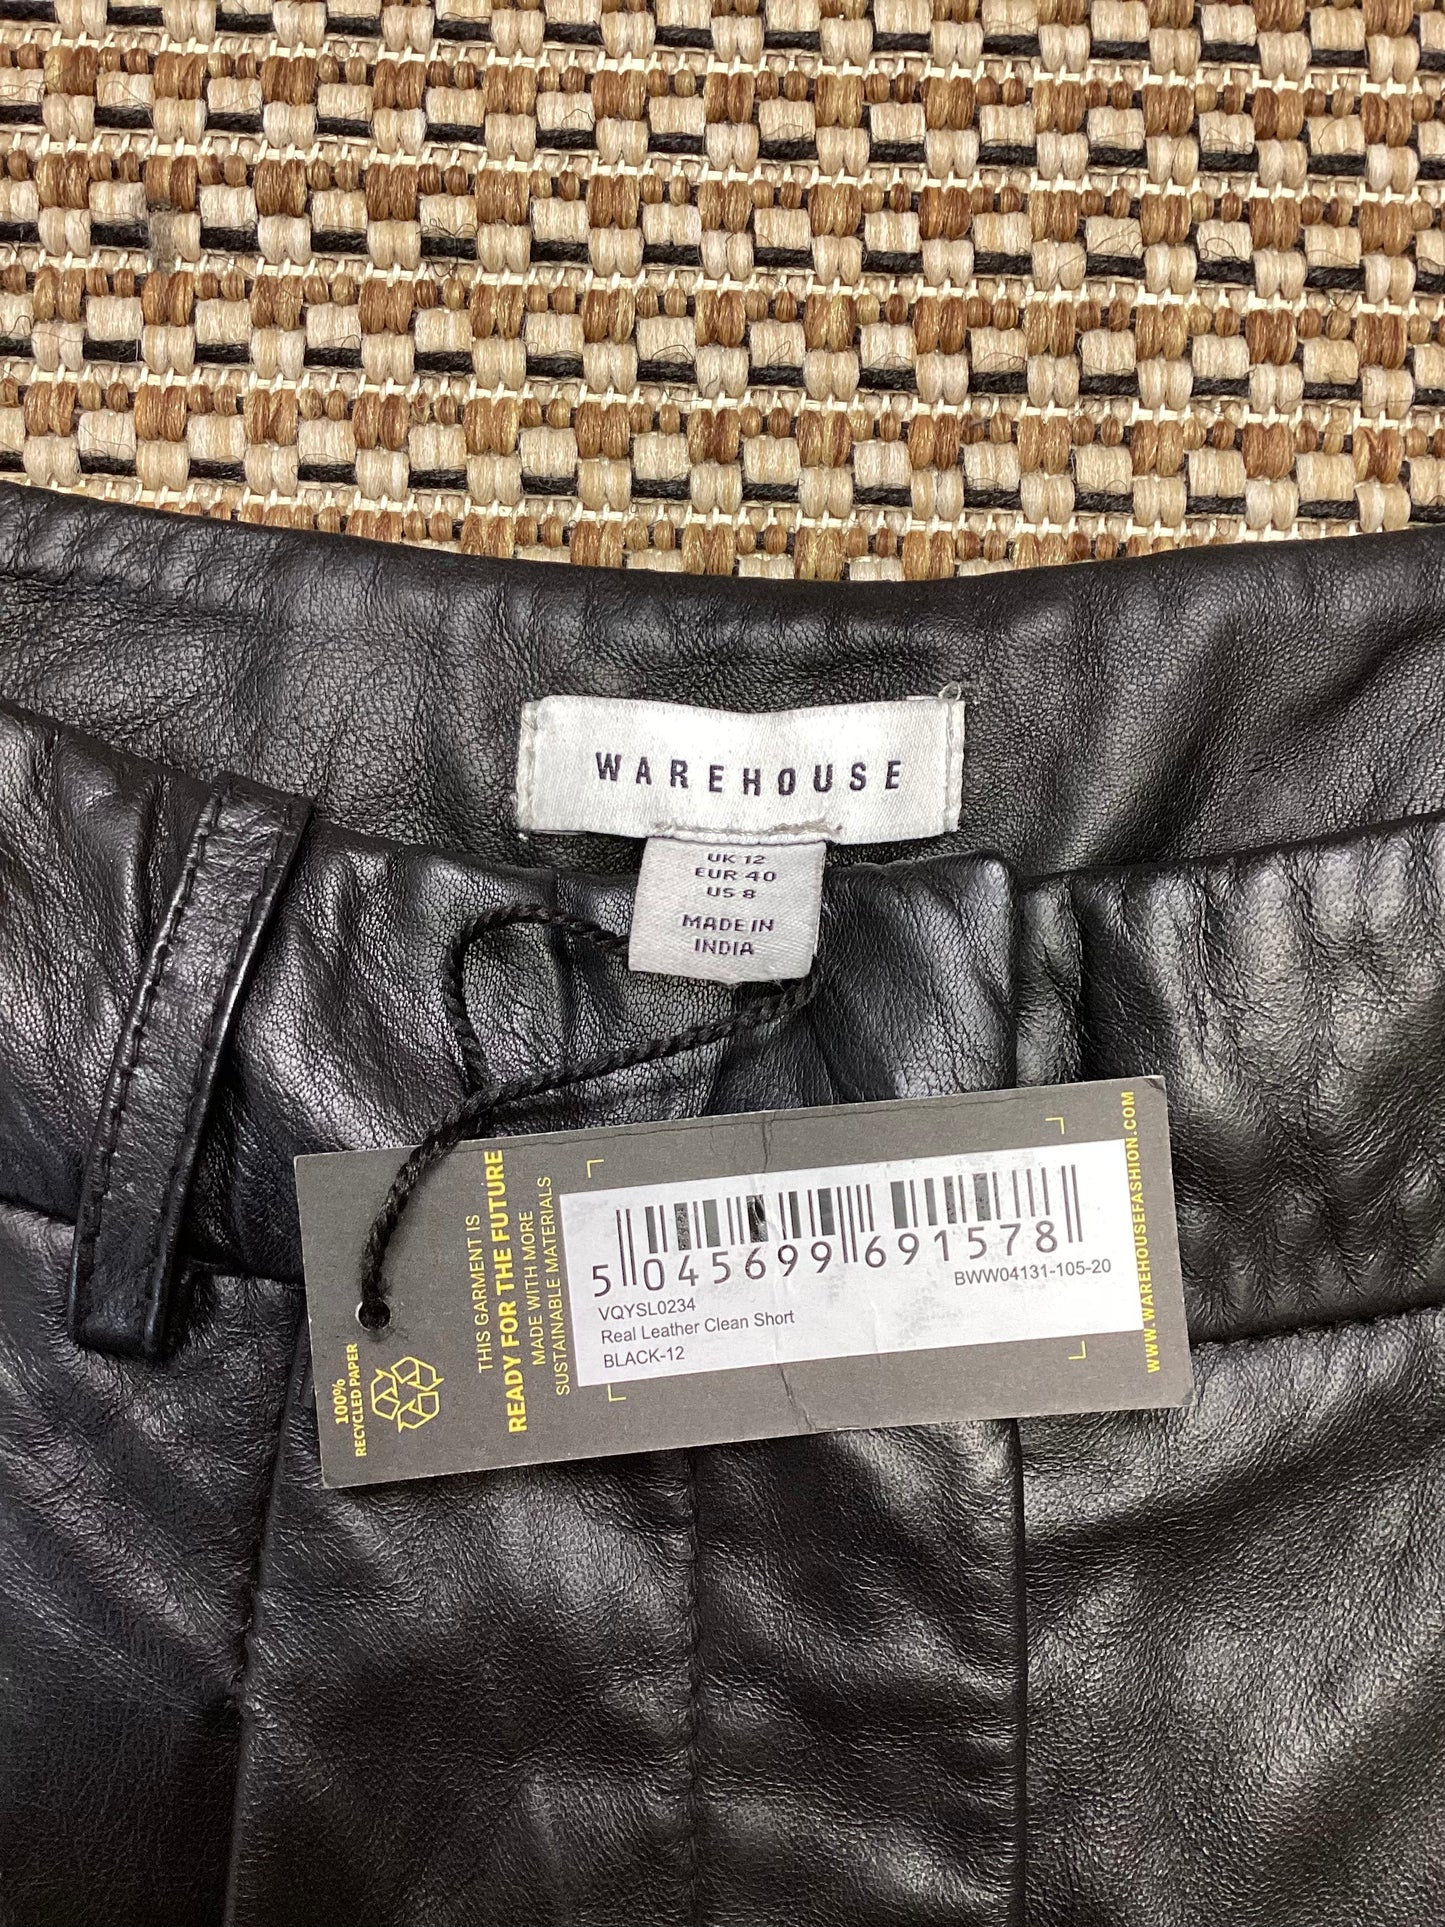 WAREHOUSE
UK 12
EUR 40
US 8
MADE IN
INDIA
100%
RECYCLED PAPER
THIS GARMENT IS
READY FOR THE FUTURE
MADE WITH MORE
SUSTAINABLE MATERIALS
5 045699 691578
BWW04131-105-20
VQYSL0234
Real Leather Clean Short
BLACK-12
WWW.WAREHOUSEFASHION.COM